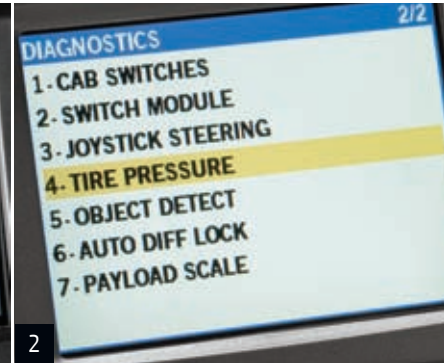 DIAGNOSTICS 2/2
1-CAB SWITCHES
2-SWITCH MODULE
3-JOYSTICK STEERING
4-TIRE PRESSURE
5-OBJECT DETECT
6-AUTO DIFF LOCK
7-PAYLOAD SCALE
2